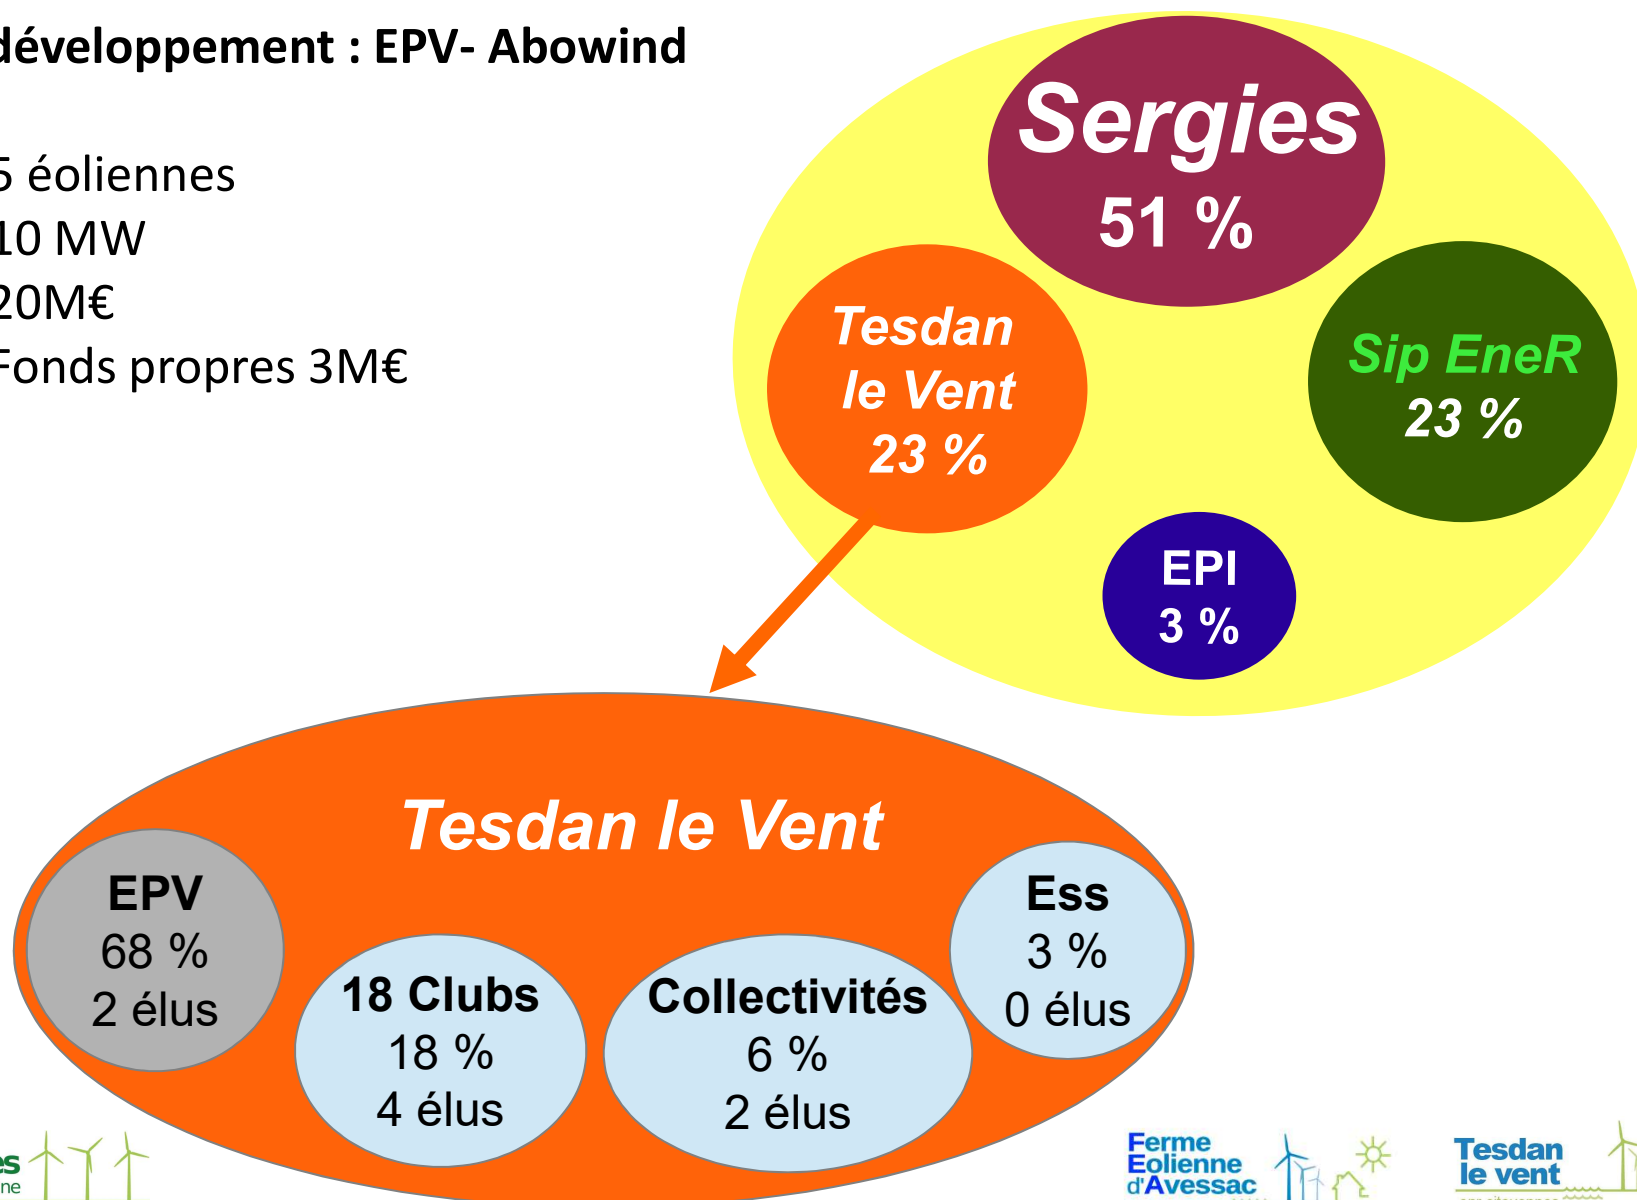 développement : EPV- Abowind
5 éoliennes
10 MW
20M€
Fonds propres 3M€
Sergies
51 %
Tesdan
le Vent
23 %
Sip EneR
23 %
EPI
3 %
Tesdan le Vent
EPV
68 %
2 élus
18 Clubs
18 %
4 élus
Collectivités
6 %
2 élus
Ess
3 %
0 élus
Ferme
Eolienne
d'Avessac
Tesdan
le vent